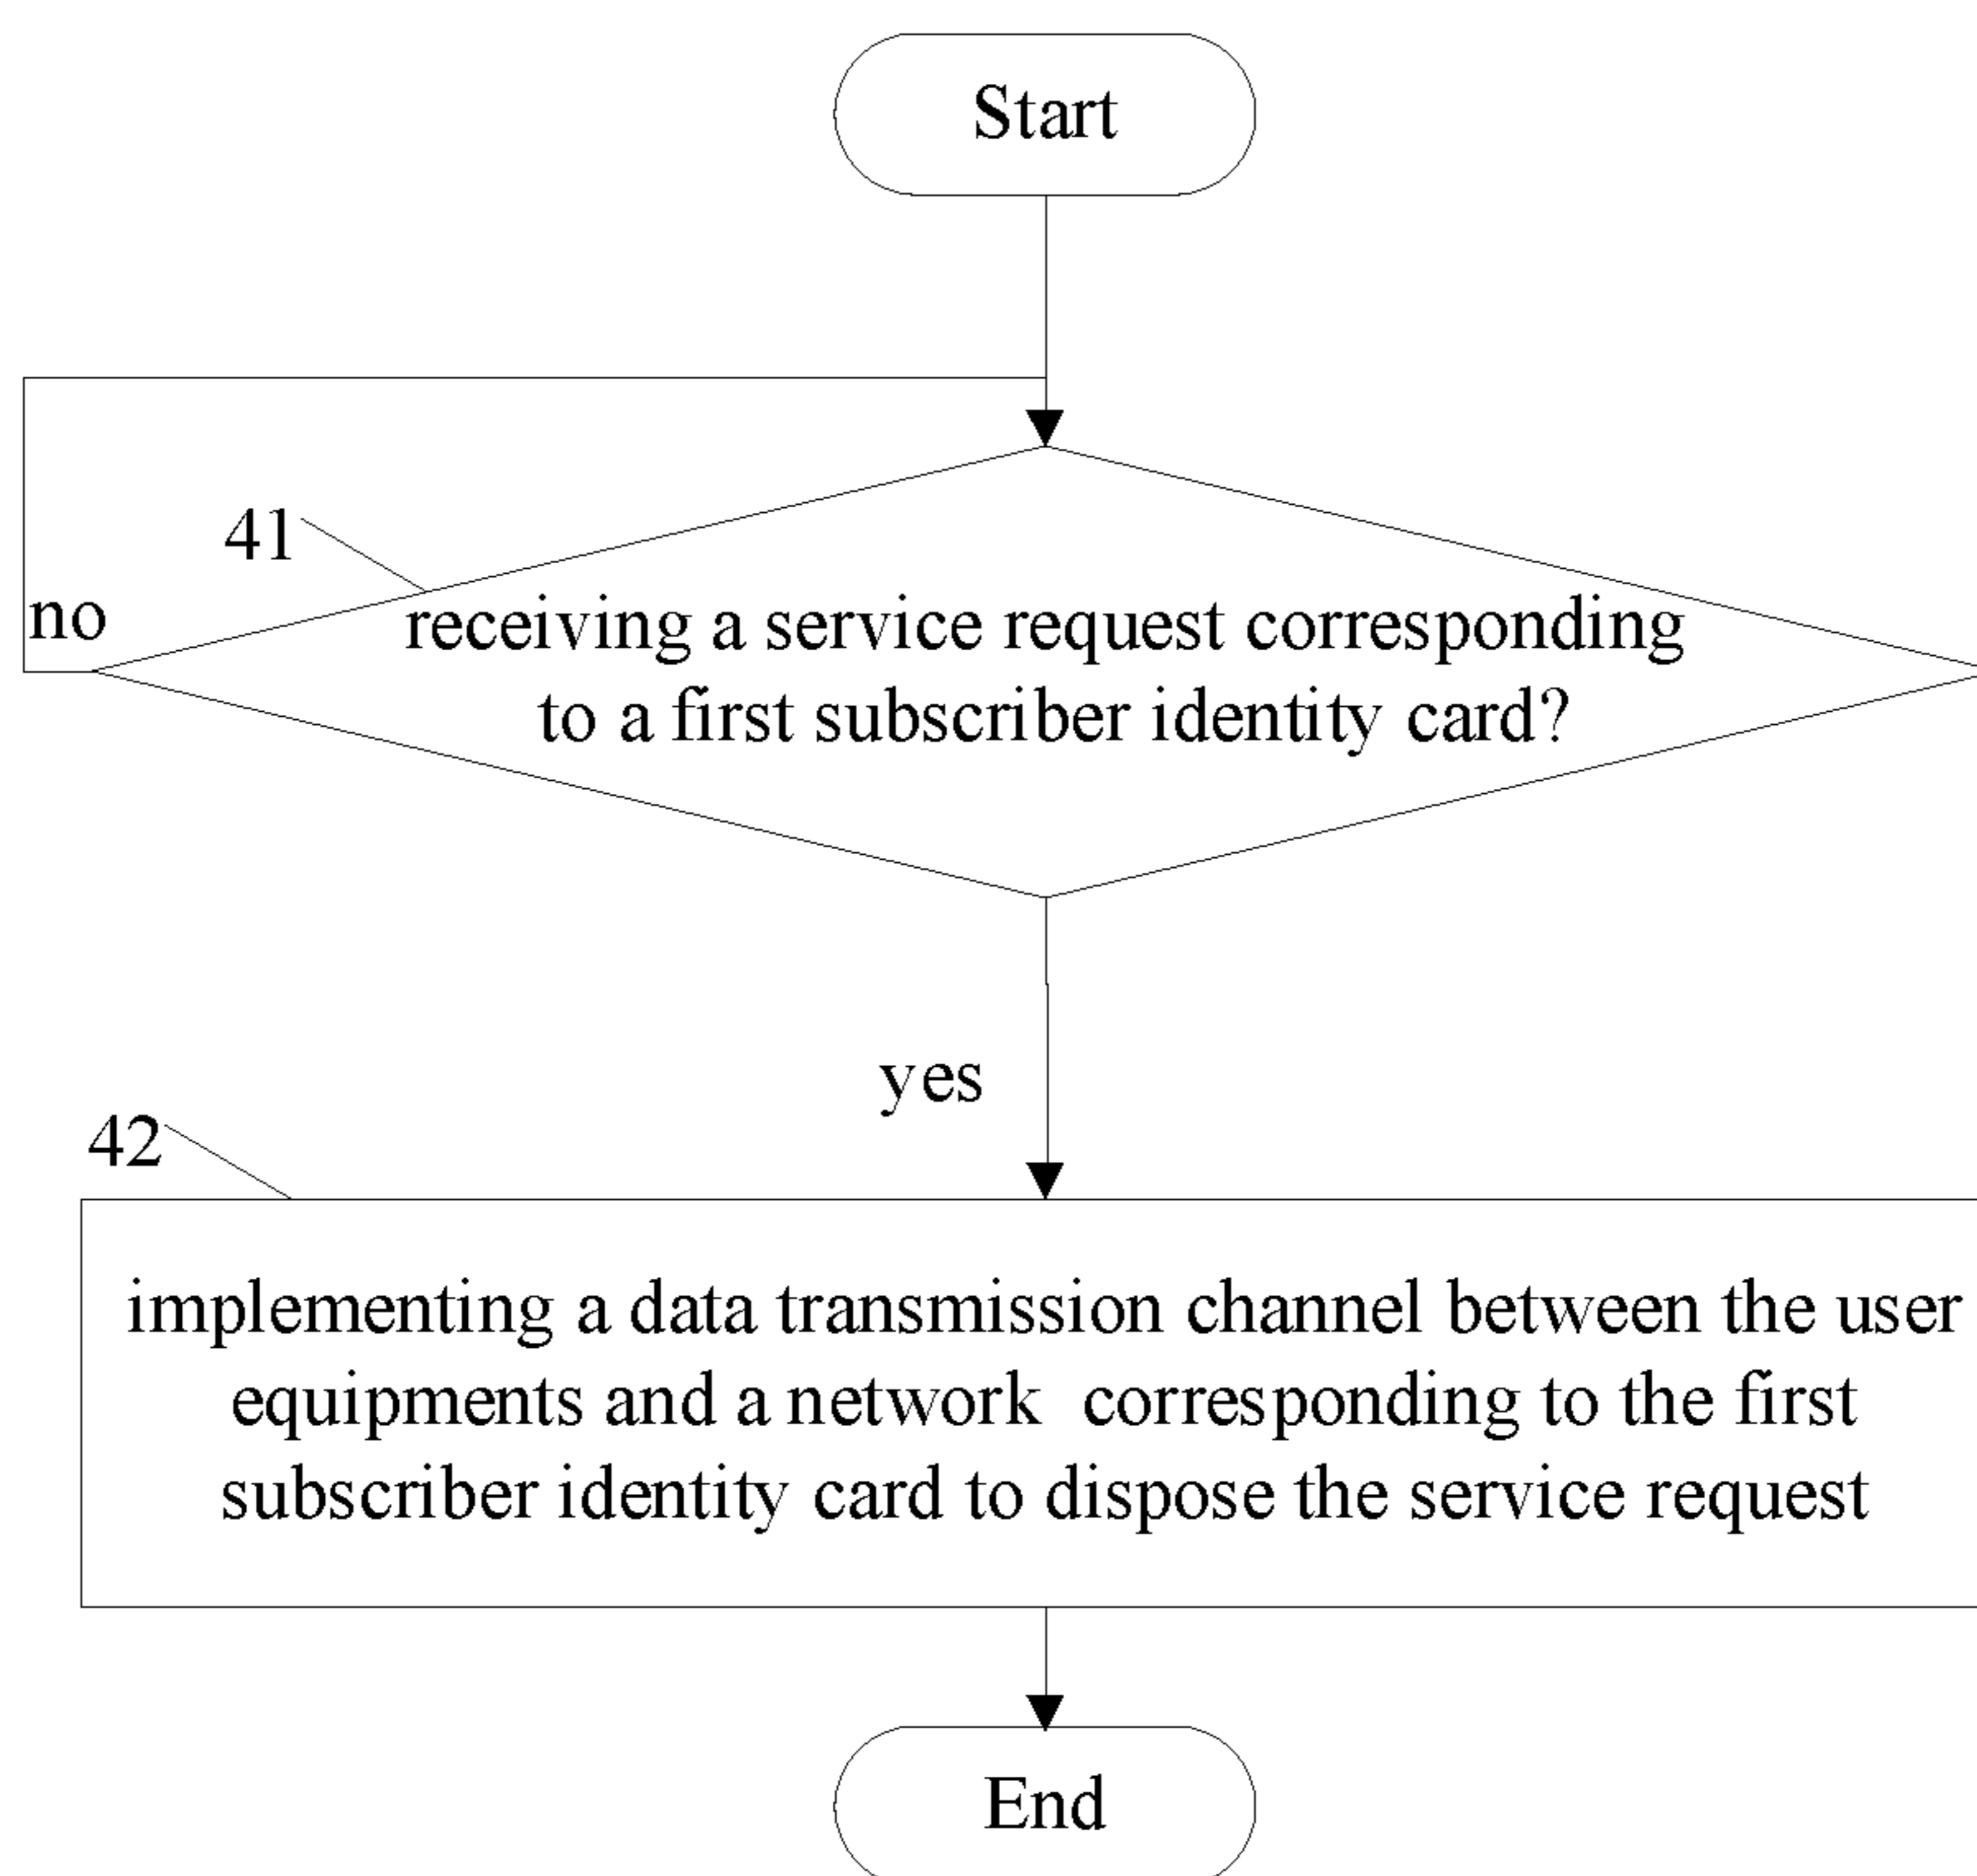 Start
41
no
receiving a service request corresponding
to a first subscriber identity card?
yes
42
implementing a data transmission channel between the user
equipments and a network corresponding to the first
subscriber identity card to dispose the service request
End